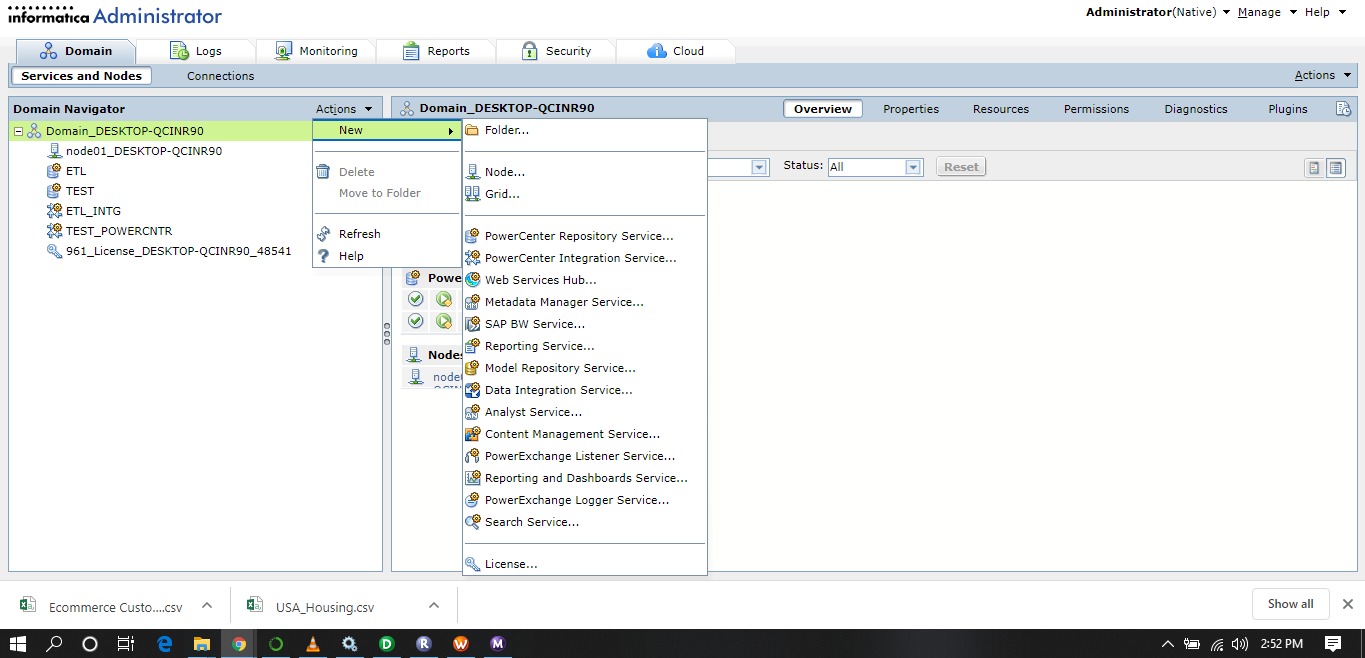 informatica Administrator
Administrator(Native) Manage Help
Domain Logs Monitoring Reports Security Cloud
Services and Nodes Connections Actions
Domain Navigator Actions
Domain_DESKTOP-QCINR90
node01_DESKTOP-QCINR90
ETL
TEST
ETL_INTG
TEST_POWERCNTR
961_License_DESKTOP-QCINR90_48541
New
Delete
Move to Folder
Refresh
Help
Domain_DESKTOP-QCINR90 Overview Properties Resources Permissions Diagnostics Plugins
Status: All Reset
Folder...
Node...
Grid...
PowerCenter Repository Service...
PowerCenter Integration Service...
Web Services Hub...
Metadata Manager Service...
SAP BW Service...
Reporting Service...
Model Repository Service...
Data Integration Service...
Analyst Service...
Content Management Service...
PowerExchange Listener Service...
Reporting and Dashboards Service...
PowerExchange Logger Service...
Search Service...
License...
Powe
Nodes
Ecommerce Custo....csv USA_Housing.csv Show all
D R W M 2:52 PM